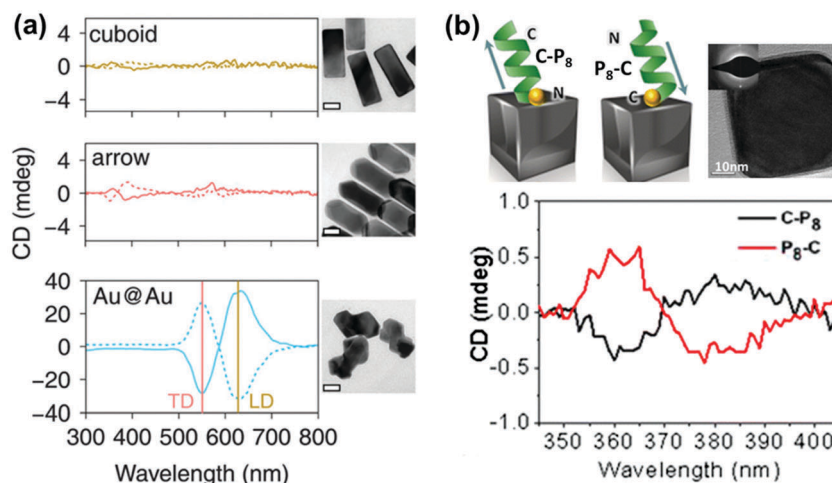 (a)
cuboid
4
0
-4
arrow
4
0
-4
CD (mdeg)
Au@Au
40
20
0
-20
-40
TD
LD
300 400 500 600 700 800
Wavelength (nm)
(b)
C
C-P₈
N
N
P₈-C
C
10nm
1.0
0.5
0.0
-0.5
-1.0
CD (mdeg)
C-P₈
P₈-C
350 360 370 380 390 400
Wavelength (nm)